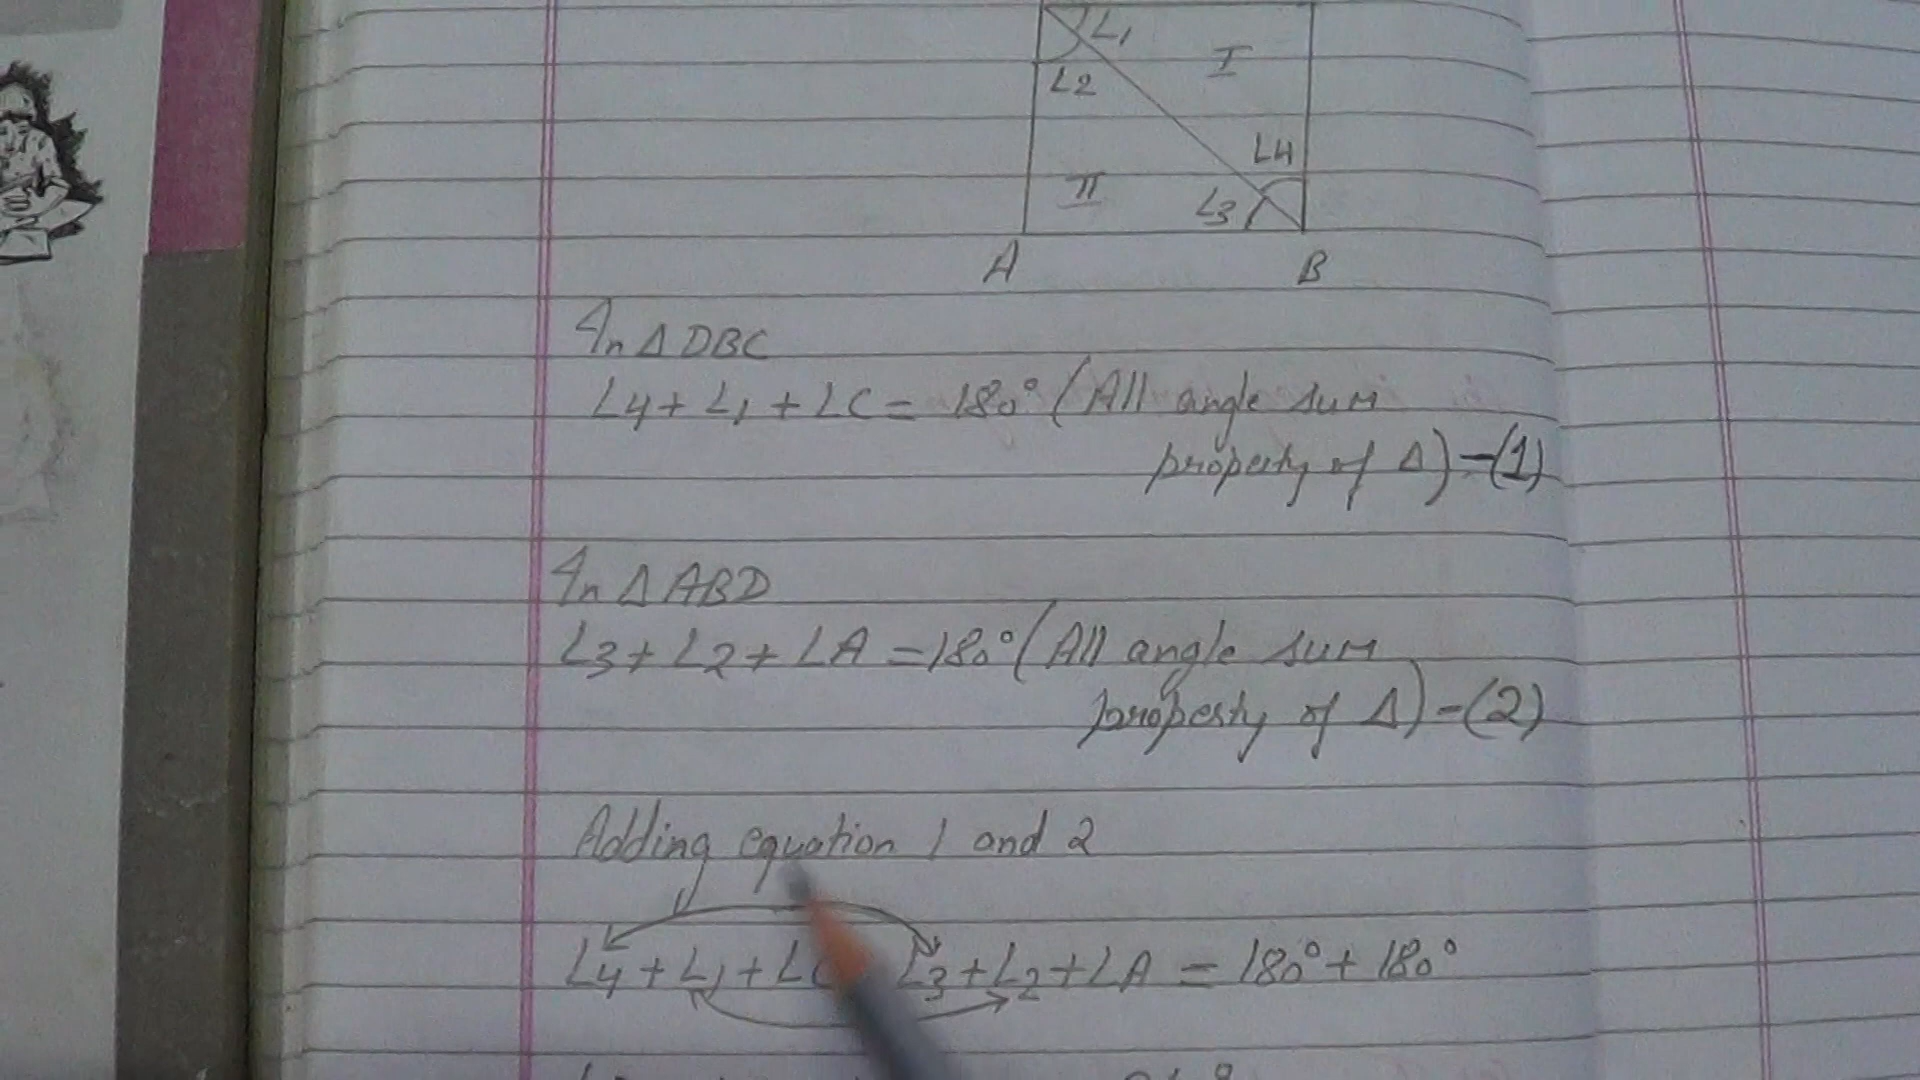 ∠1
I
∠2
∠4
II
∠3
A B
In Δ DBC
∠4 + ∠1 + ∠C = 180° (All angle sum
property of Δ) - (1)
In Δ ABD
∠3 + ∠2 + ∠A = 180° (All angle sum
property of Δ) - (2)
Adding equation 1 and 2
∠4 + ∠1 + ∠C ∠3 + ∠2 + ∠A = 180° + 180°